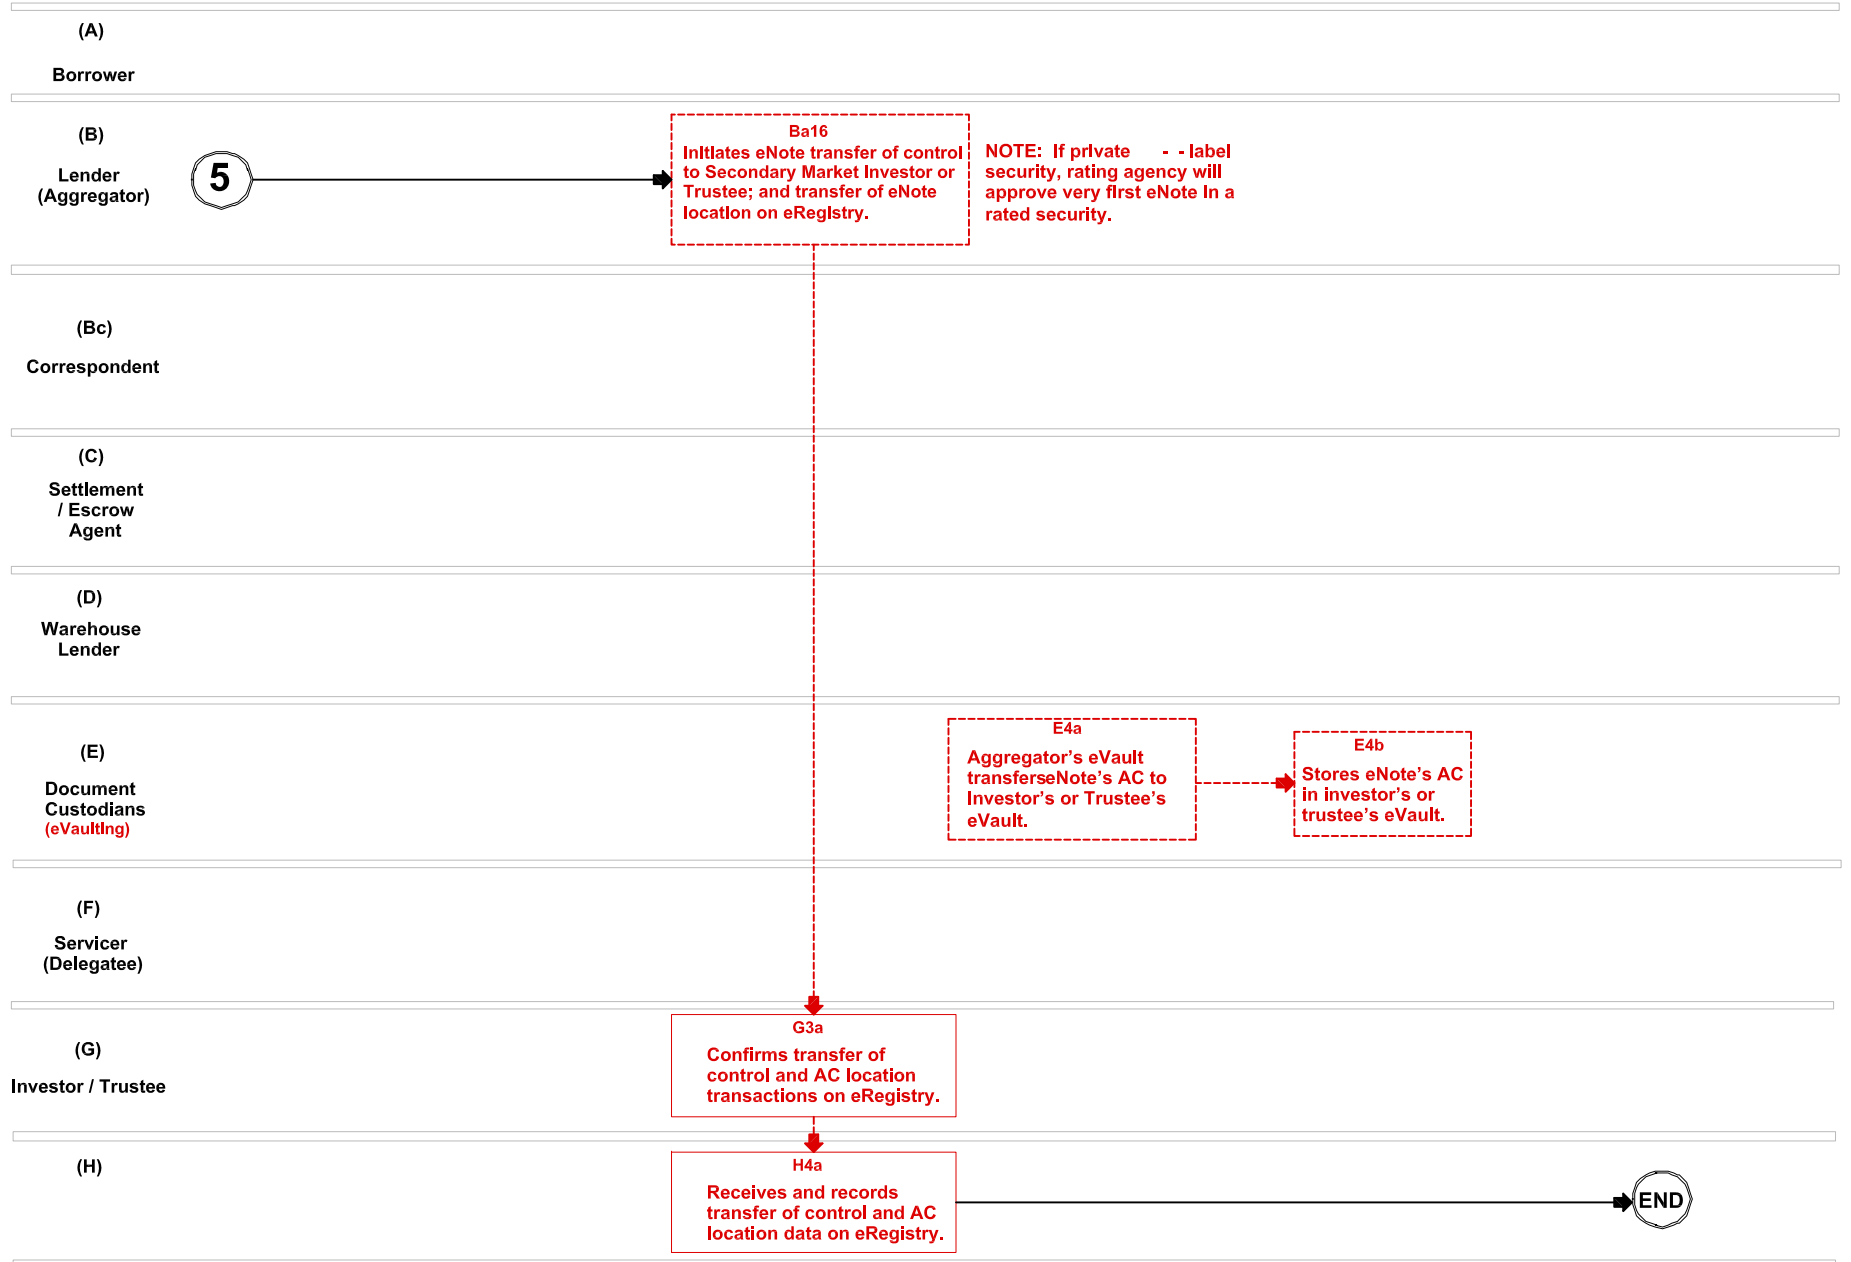 (A)
Borrower
(B)
Lender
(Aggregator)
5
Ba16
Initiates eNote transfer of control
to Secondary Market Investor or
Trustee; and transfer of eNote
location on eRegistry.
NOTE: If private - - label
security, rating agency will
approve very first eNote in a
rated security.
(Bc)
Correspondent
(C)
Settlement
/ Escrow
Agent
(D)
Warehouse
Lender
(E)
Document
Custodians
(eVaulting)
E4a
Aggregator’s eVault
transferseNote’s AC to
Investor’s or Trustee’s
eVault.
E4b
Stores eNote’s AC
in investor’s or
trustee’s eVault.
(F)
Servicer
(Delegatee)
(G)
Investor / Trustee
G3a
Confirms transfer of
control and AC location
transactions on eRegistry.
(H)
H4a
Receives and records
transfer of control and AC
location data on eRegistry.
END